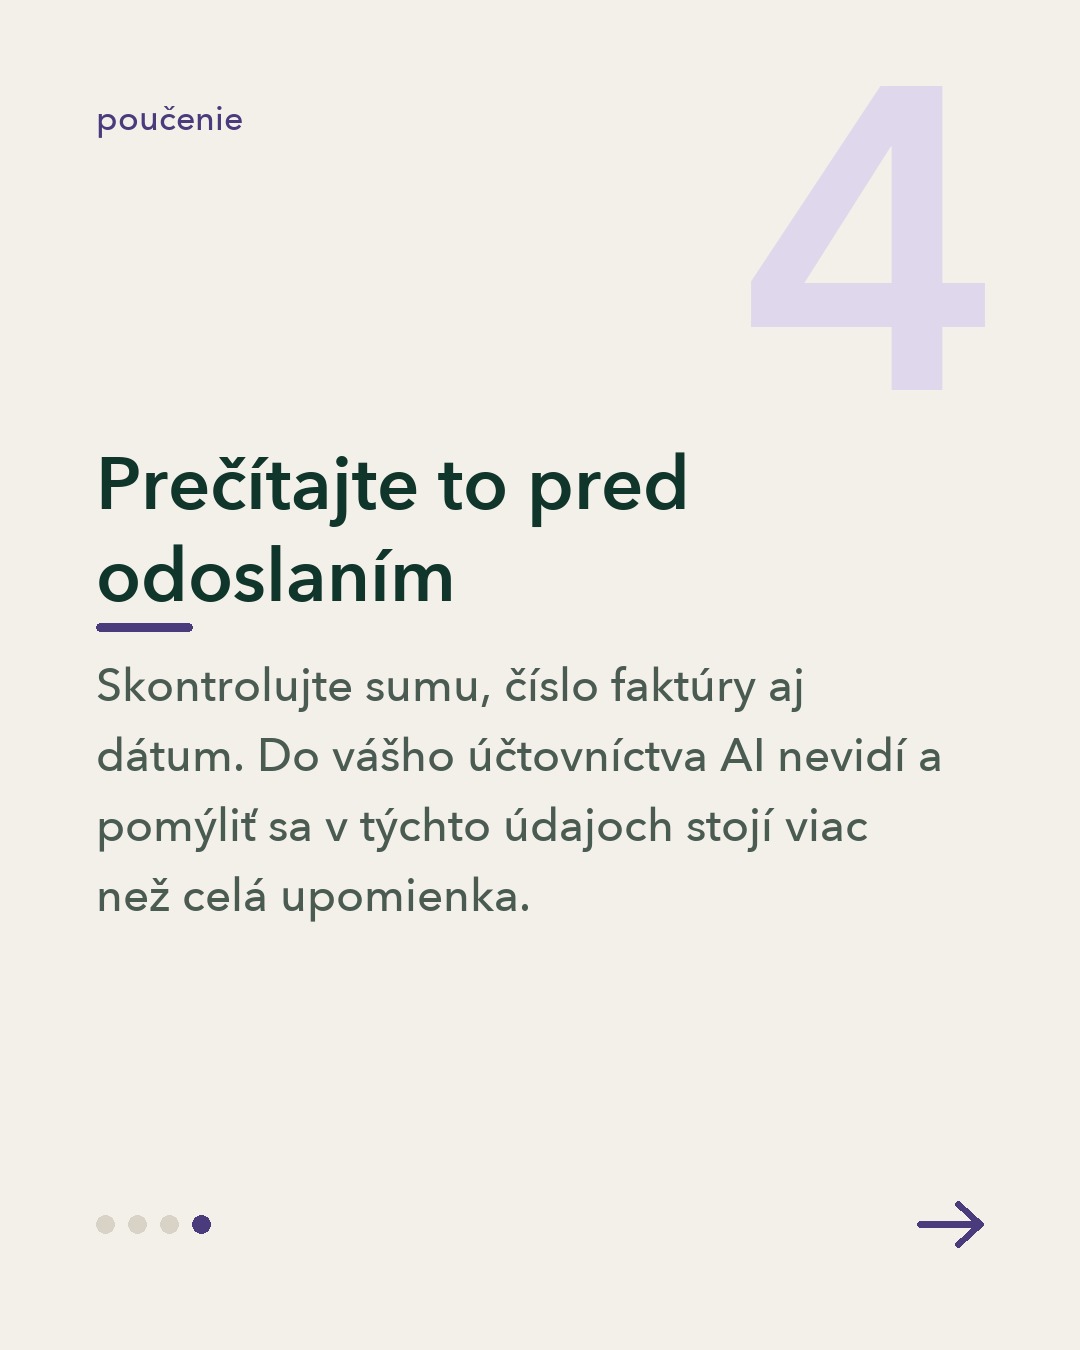 poučenie
4
Prečítajte to pred
odoslaním
Skontrolujte sumu, číslo faktúry aj
dátum. Do vášho účtovníctva AI nevidí a
pomýliť sa v týchto údajoch stojí viac
než celá upomienka.